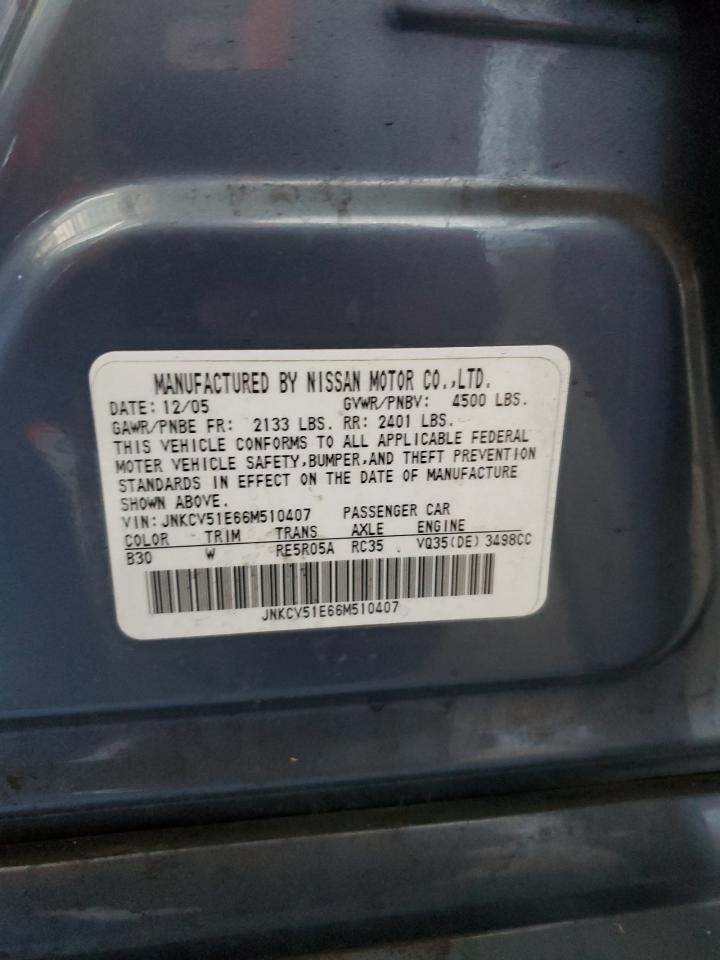 MANUFACTURED BY NISSAN MOTOR CO.,LTD.
DATE: 12/05 GVWR/PNBV: 4500 LBS.
GAWR/PNBE FR: 2133 LBS. RR: 2401 LBS.
THIS VEHICLE CONFORMS TO ALL APPLICABLE FEDERAL
MOTER VEHICLE SAFETY,BUMPER,AND THEFT PREVENTION
STANDARDS IN EFFECT ON THE DATE OF MANUFACTURE
SHOWN ABOVE.
VIN: JNKCV51E66M510407 PASSENGER CAR
COLOR TRIM TRANS AXLE ENGINE
B30 W RE5R05A RC35 VQ35(DE) 3498CC
JNKCV51E66M510407